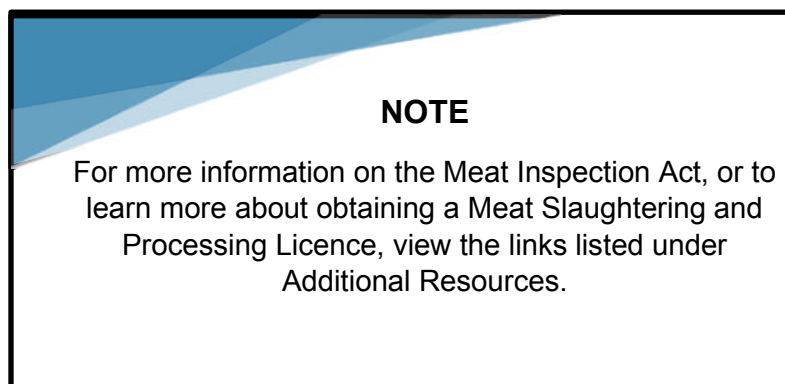 NOTE
For more information on the Meat Inspection Act, or to
learn more about obtaining a Meat Slaughtering and
Processing Licence, view the links listed under
Additional Resources.